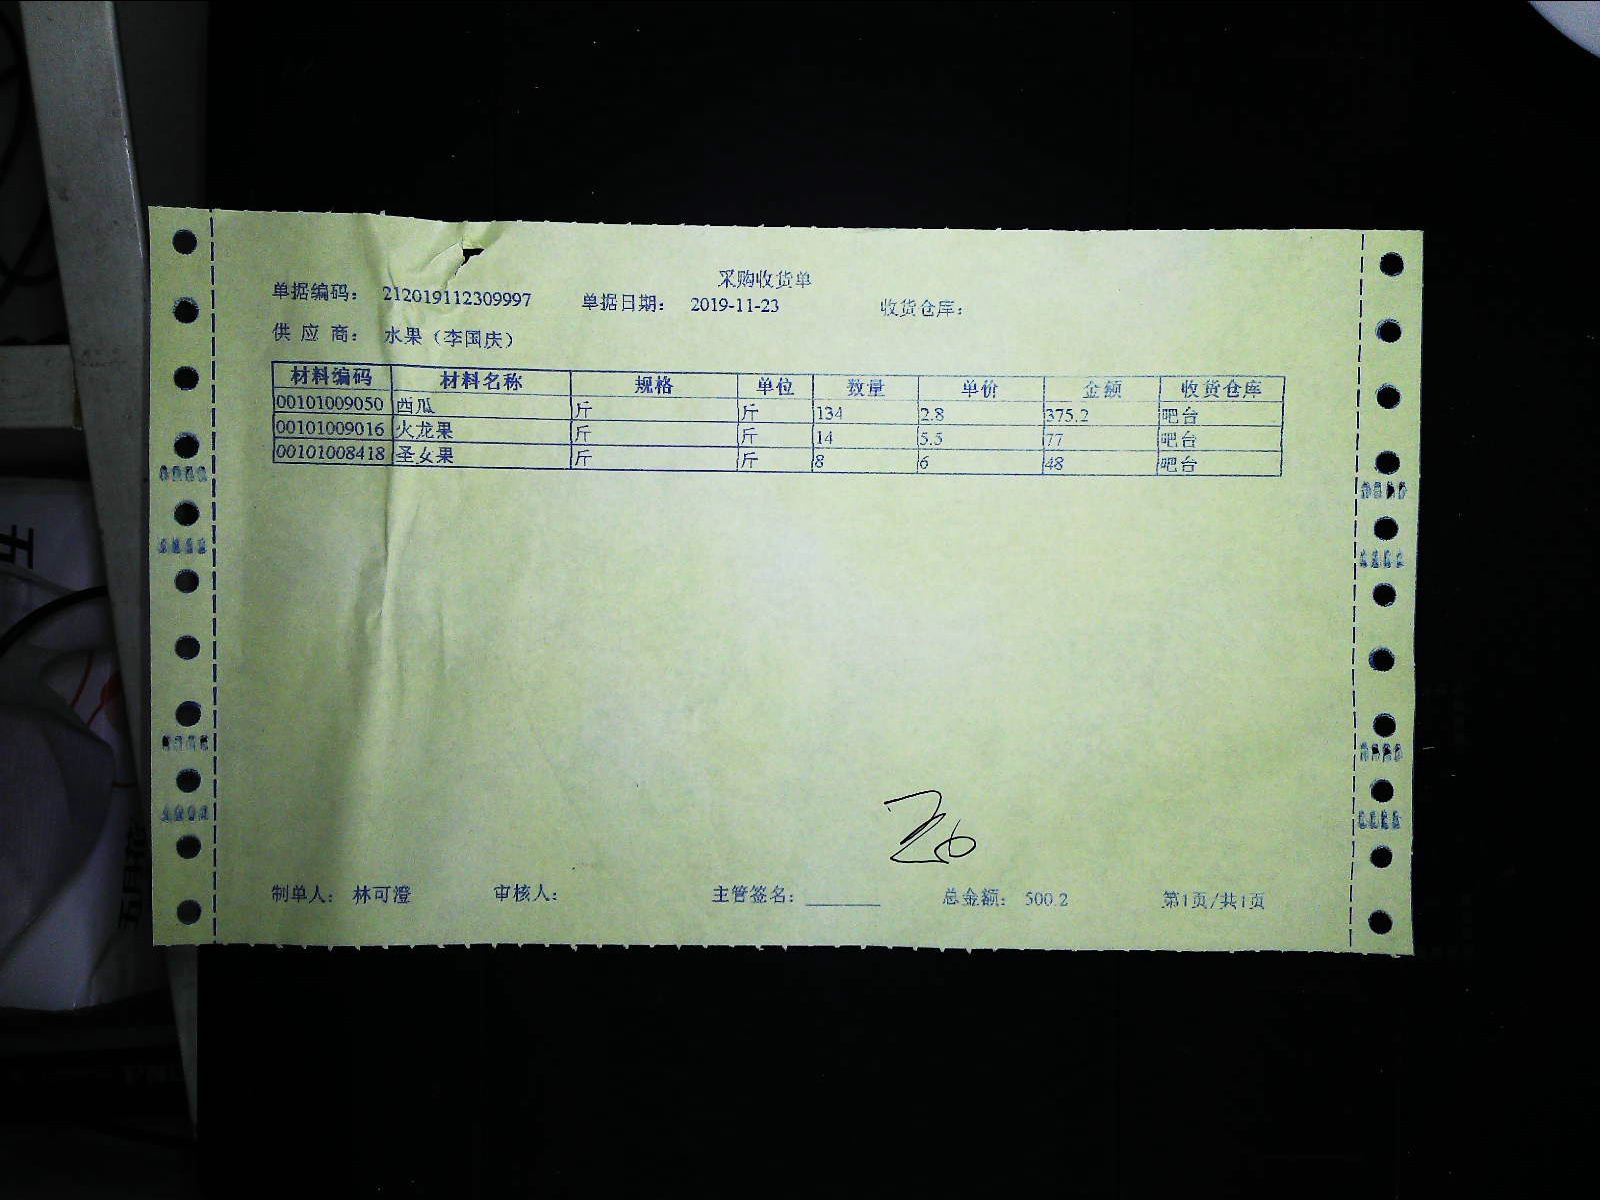 采购收货单
单据编码： 212019112309997 单据日期： 2019-11-23 收货仓库：
供 应 商： 水果（李国庆）
材料编码 材料名称 规格 单位 数量 单价 金额 收货仓库
00101009050 西瓜 斤 斤 134 2.8 375.2 吧台
00101009016 火龙果 斤 斤 14 5.5 77 吧台
00101008418 圣女果 斤 斤 8 6 48 吧台
制单人： 林可澄 审核人： 主管签名： 总金额： 500.2 第1页/共1页